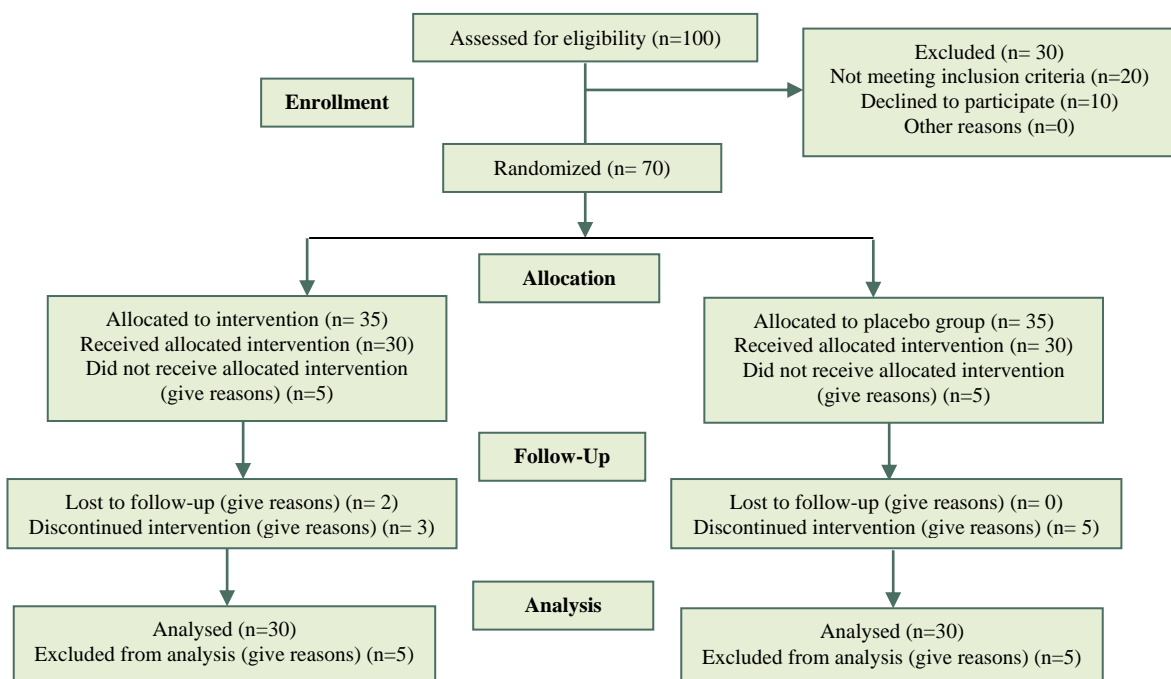 Assessed for eligibility (n=100)
Excluded (n= 30)
Not meeting inclusion criteria (n=20)
Declined to participate (n=10)
Other reasons (n=0)
Enrollment
Randomized (n= 70)
Allocation
Allocated to intervention (n= 35)
Received allocated intervention (n=30)
Did not receive allocated intervention
(give reasons) (n=5)
Allocated to placebo group (n= 35)
Received allocated intervention (n= 30)
Did not receive allocated intervention
(give reasons) (n=5)
Follow-Up
Lost to follow-up (give reasons) (n= 2)
Discontinued intervention (give reasons) (n= 3)
Lost to follow-up (give reasons) (n= 0)
Discontinued intervention (give reasons) (n= 5)
Analysis
Analysed (n=30)
Excluded from analysis (give reasons) (n=5)
Analysed (n=30)
Excluded from analysis (give reasons) (n=5)